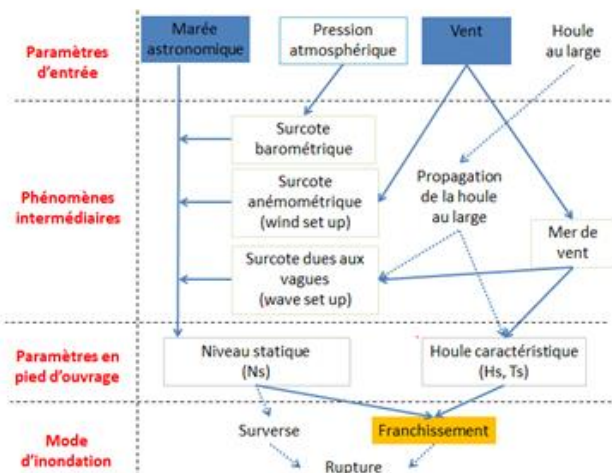 Paramètres
d'entrée
Marée
astronomique
Pression
atmosphérique
Vent
Houle
au large
Phénomènes
intermédiaires
Surcote
barométrique
Surcote
anémométrique
(wind set up)
Propagation
de la houle
au large
Mer de
vent
Surcote dues aux
vagues
(wave set up)
Paramètres en
pied d'ouvrage
Niveau statique
(Ns)
Houle caractéristique
(Hs, Ts)
Mode
d'inondation
Surverse
Franchissement
Rupture